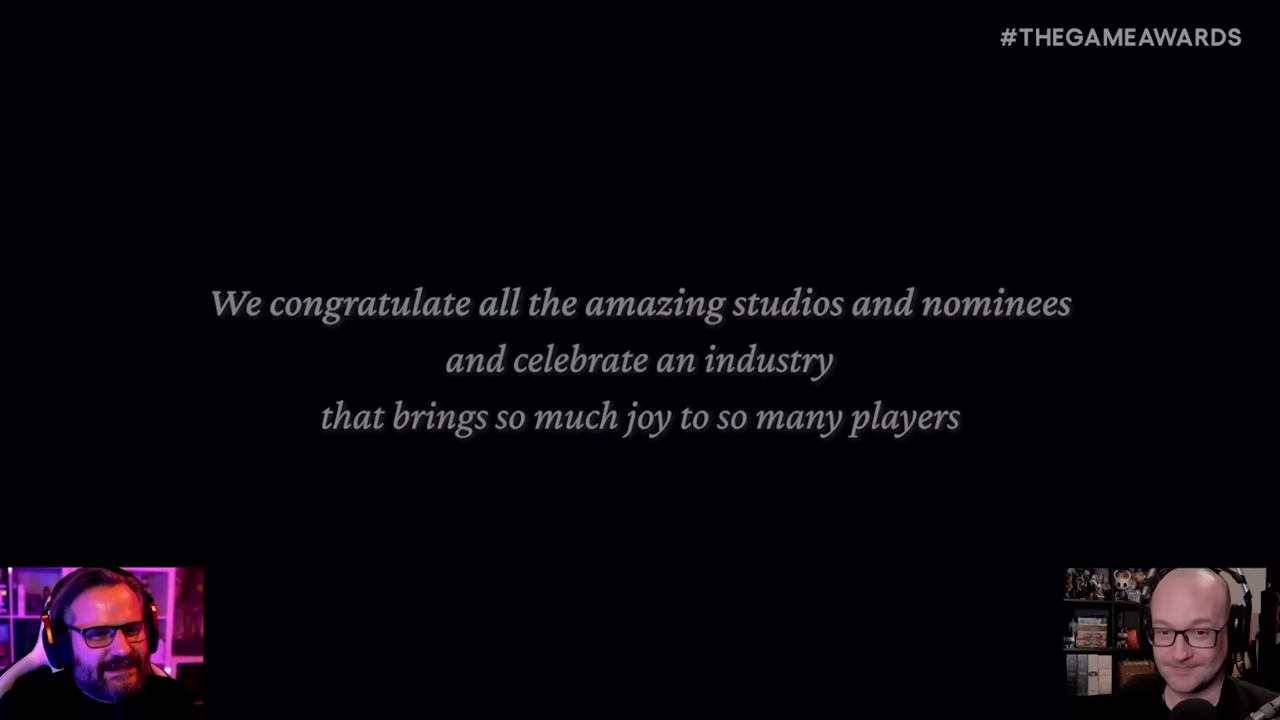 #THEGAMEAWARDS
We congratulate all the amazing studios and nominees
and celebrate an industry
that brings so much joy to so many players